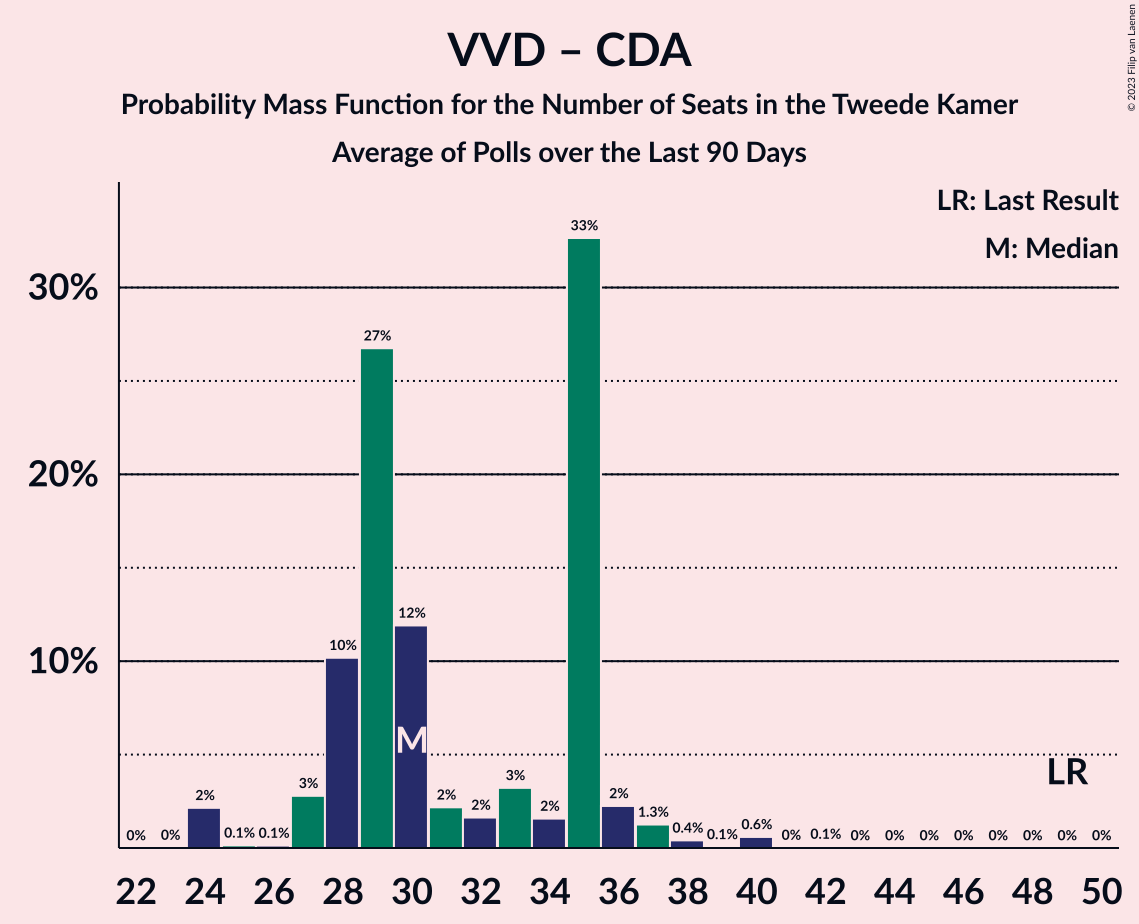 VVD – CDA
Probability Mass Function for the Number of Seats in the Tweede Kamer
Average of Polls over the Last 90 Days
© 2023 Filip van Laenen
LR: Last Result
M: Median
30%
20%
10%
0% 0% 2% 0.1% 0.1% 3% 10% 27% 12% 2% 2% 3% 2% 33% 2% 1.3% 0.4% 0.1% 0.6% 0% 0.1% 0% 0% 0% 0% 0% 0% 0% 0%
M
LR
22 24 26 28 30 32 34 36 38 40 42 44 46 48 50